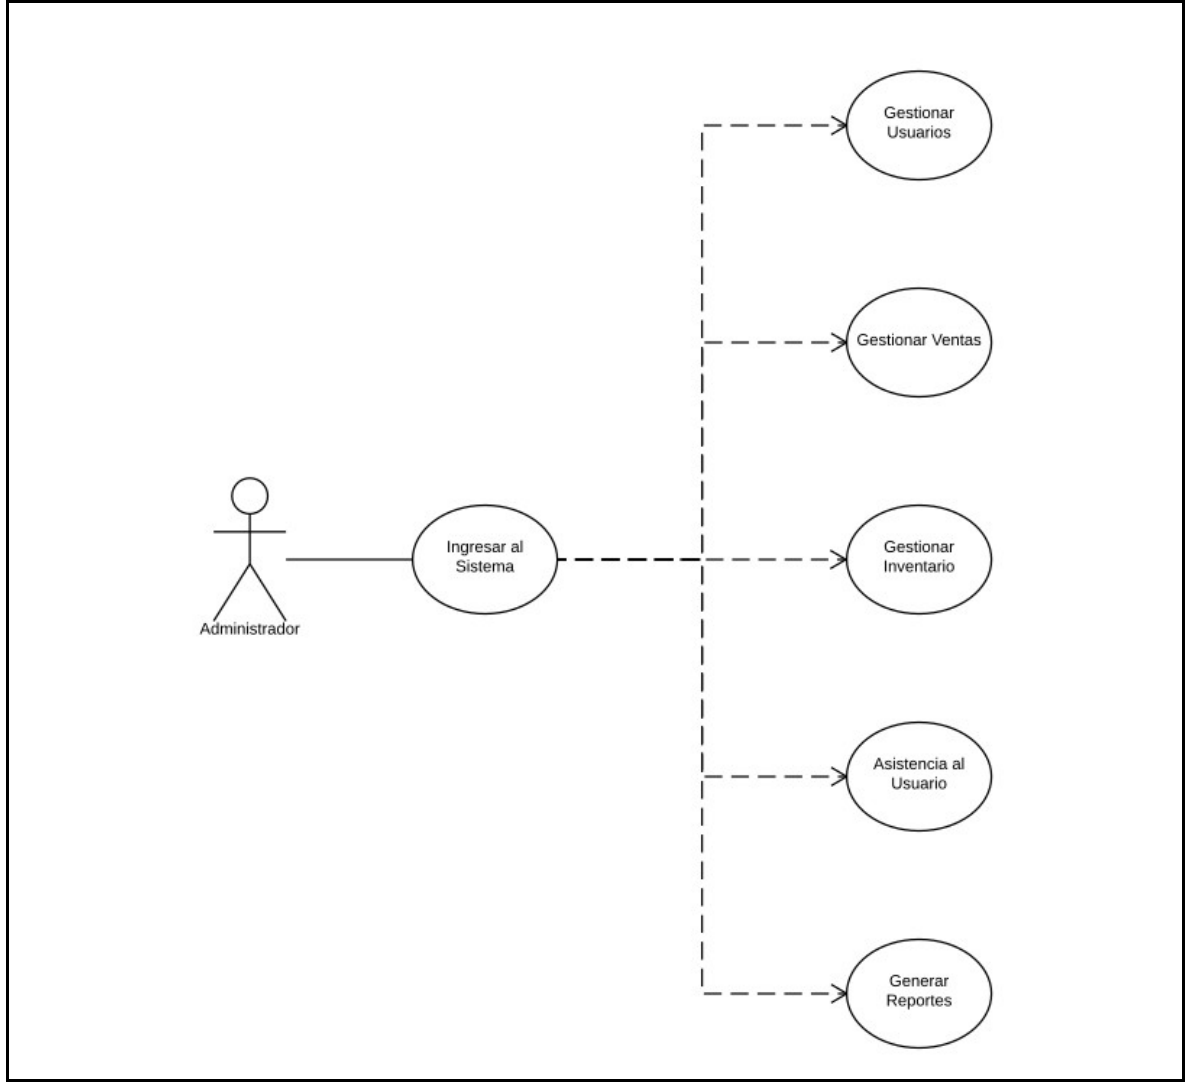 Gestionar
Usuarios
Gestionar Ventas
Ingresar al
Sistema
Gestionar
Inventario
Administrador
Asistencia al
Usuario
Generar
Reportes